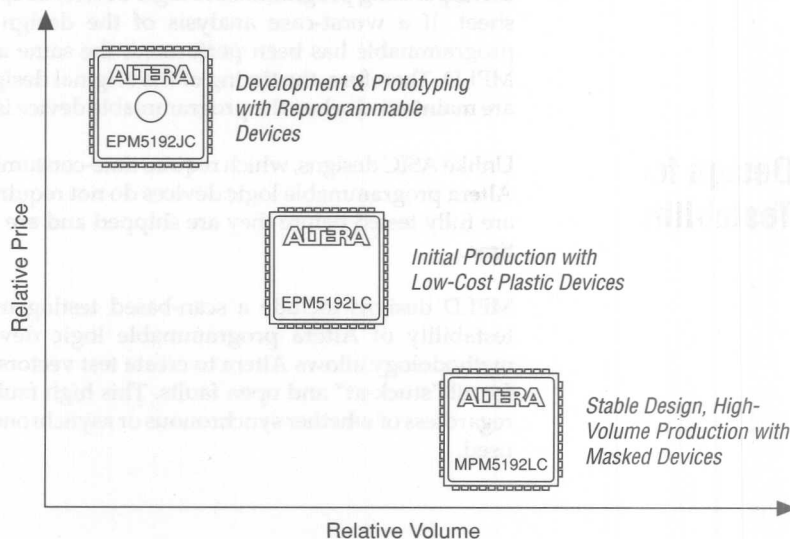 Relative Price
ALTERA
EPM5192JC
Development & Prototyping
with Reprogrammable
Devices
ALTERA
EPM5192LC
Initial Production with
Low-Cost Plastic Devices
ALTERA
MPM5192LC
Stable Design, High-
Volume Production with
Masked Devices
Relative Volume